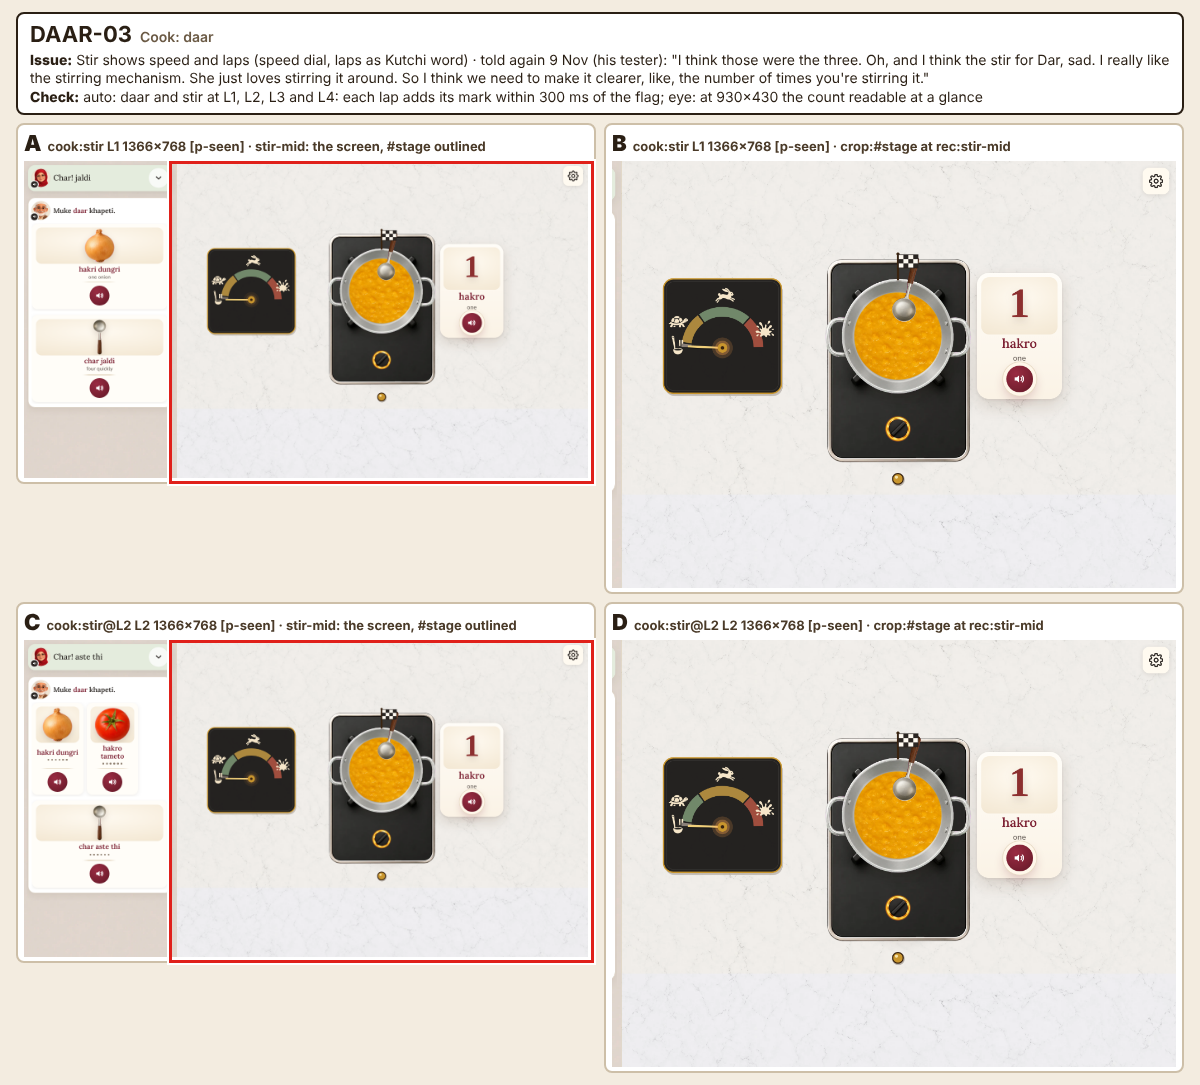 DAAR-03 Cook: daar
Issue: Stir shows speed and laps (speed dial, laps as Kutchi word) · told again 9 Nov (his tester): "I think those were the three. Oh, and I think the stir for Dar, sad. I really like
the stirring mechanism. She just loves stirring it around. So I think we need to make it clearer, like, the number of times you're stirring it."
Check: auto: daar and stir at L1, L2, L3 and L4: each lap adds its mark within 300 ms of the flag; eye: at 930×430 the count readable at a glance
A cook:stir L1 1366×768 [p-seen] · stir-mid: the screen, #stage outlined
Char! jaldi
Muke daar khapeti.
hakri dungri
one onion
char jaldi
four quickly
1
hakro
one
B cook:stir L1 1366×768 [p-seen] · crop:#stage at rec:stir-mid
1
hakro
one
C cook:stir@L2 L2 1366×768 [p-seen] · stir-mid: the screen, #stage outlined
Char! aste thi
Muke daar khapeti.
hakri dungri
hakro
tameto
char aste thi
1
hakro
one
D cook:stir@L2 L2 1366×768 [p-seen] · crop:#stage at rec:stir-mid
1
hakro
one